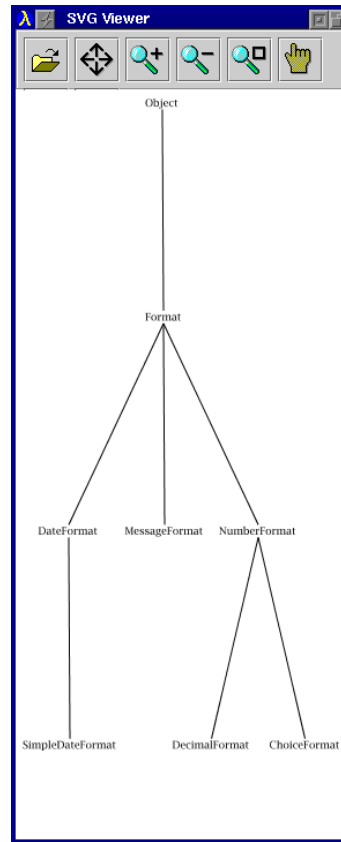 λ SVG Viewer
Object
Format
DateFormat MessageFormat NumberFormat
SimpleDateFormat DecimalFormat ChoiceFormat